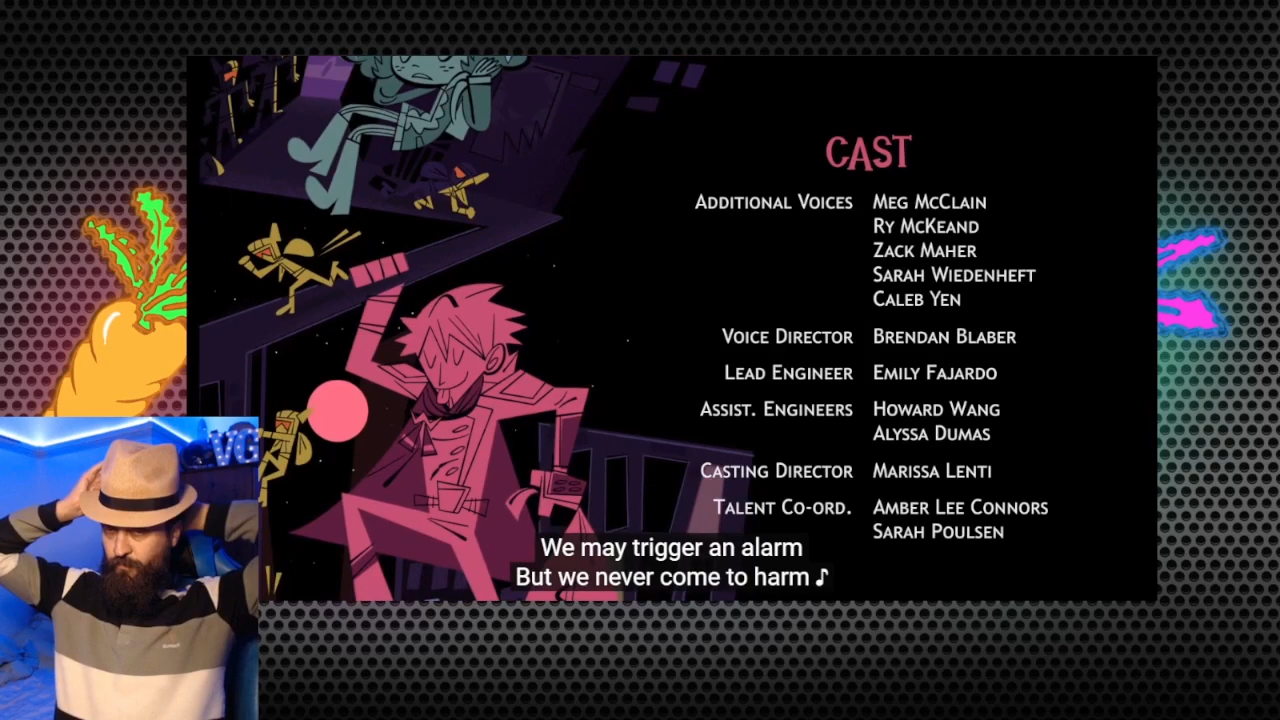 CAST
ADDITIONAL VOICES MEG MCCLAIN
RY MCKEAND
ZACK MAHER
SARAH WIEDENHEFT
CALEB YEN
VOICE DIRECTOR BRENDAN BLABER
LEAD ENGINEER EMILY FAJARDO
ASSIST. ENGINEERS HOWARD WANG
ALYSSA DUMAS
CASTING DIRECTOR MARISSA LENTI
TALENT CO-ORD. AMBER LEE CONNORS
SARAH POULSEN
We may trigger an alarm
But we never come to harm ♪
VG